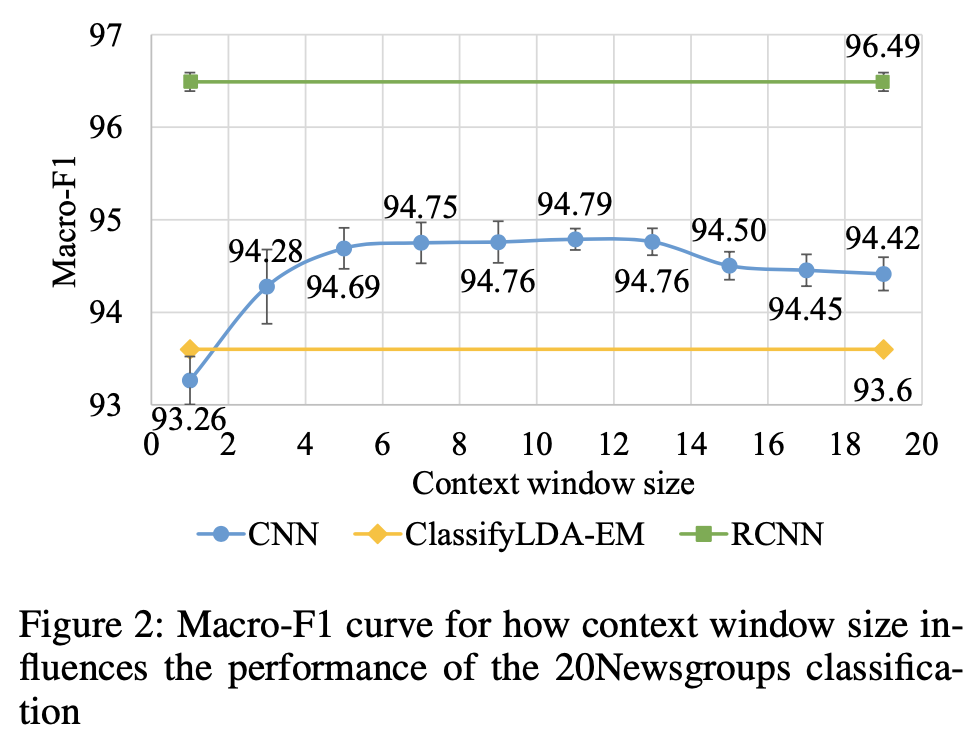 97
96.49
96
Macro-F1
95
94.75
94.79
94.28
94.50
94.42
94.69
94.76
94.76
94.45
94
93.6
93
93.26
0 2 4 6 8 10 12 14 16 18 20
Context window size
CNN ClassifyLDA-EM RCNN
Figure 2: Macro-F1 curve for how context window size in-
fluences the performance of the 20Newsgroups classifica-
tion